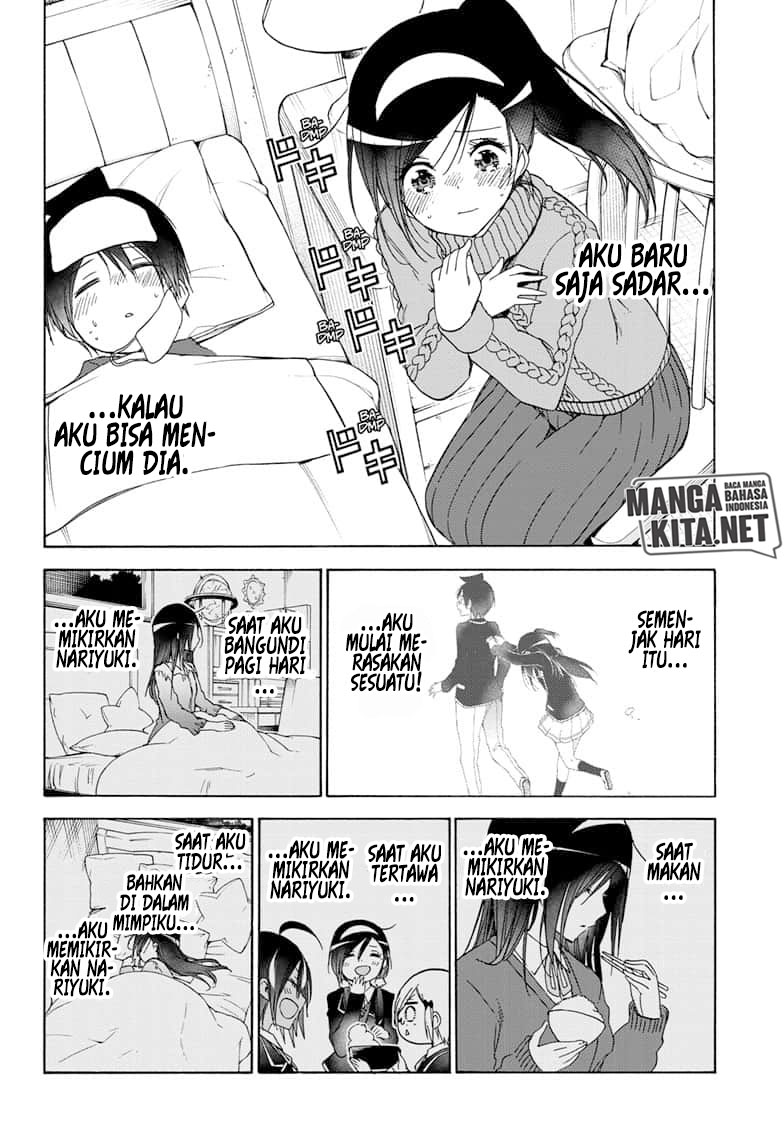 AKU BARU
SAJA SADAR...
...KALAU
AKU BISA MEN-
CIUM DIA.
BA-
DMP
ドキ
BA-
DMP
ドキ
BA-
DMP
ドキ
BA-
DMP
ドキ
MANGA
KITA.NET
BACA MANGA
BAHASA
INDONESIA
SEMEN-
JAK HARI
ITU...
...AKU
MULAI ME-
RASAKAN
SESUATU!
SAAT AKU
BANGUNDI
PAGI HARI
...
...AKU ME-
MIKIRKAN
NARIYUKI.
SAAT
MAKAN
...
...AKU ME-
MIKIRKAN
NARIYUKI.
SAAT AKU
TERTAWA
...
...AKU ME-
MIKIRKAN
NARIYUKI.
SAAT AKU
TIDUR...
BAHKAN
DI DALAM
MIMPIKU...
...AKU
MEMIKIR-
KAN NA-
RIYUKI.